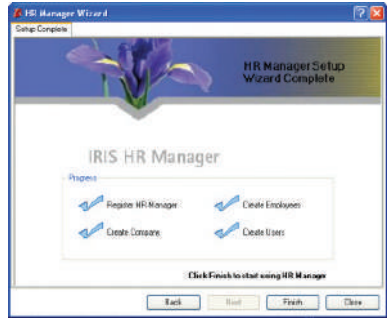 HR Manager Wizard
Setup Complete
HR Manager Setup
Wizard Complete
IRIS HR Manager
Progress
Register HR Manager
Create Employees
Create Company
Create Users
Click Finish to start using HR Manager
Back
Next
Finish
Close